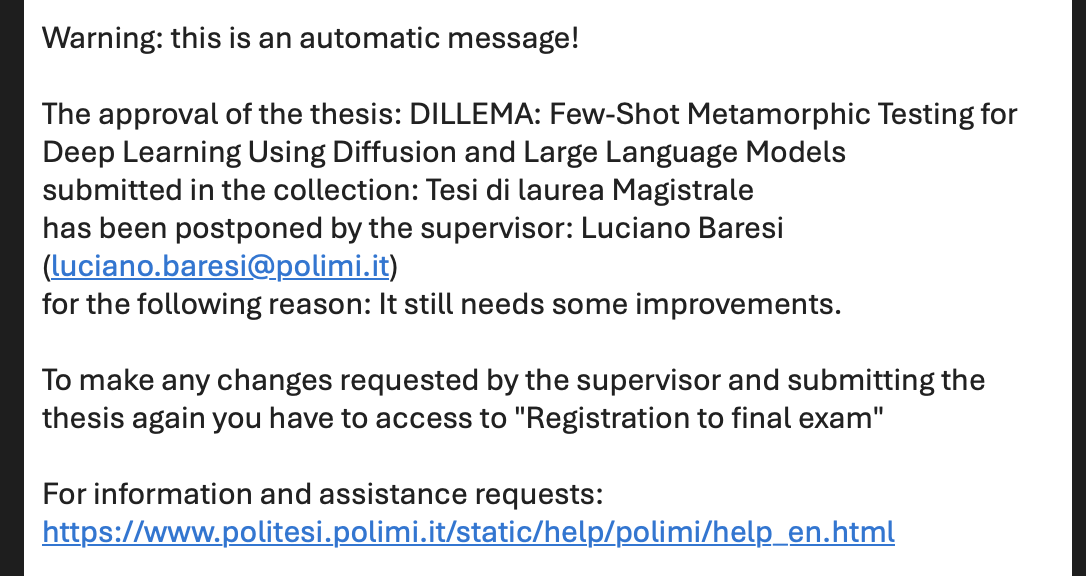 Warning: this is an automatic message!
The approval of the thesis: DILLEMA: Few-Shot Metamorphic Testing for
Deep Learning Using Diffusion and Large Language Models
submitted in the collection: Tesi di laurea Magistrale
has been postponed by the supervisor: Luciano Baresi
(luciano.baresi@polimi.it)
for the following reason: It still needs some improvements.
To make any changes requested by the supervisor and submitting the
thesis again you have to access to "Registration to final exam"
For information and assistance requests:
https://www.politesi.polimi.it/static/help/polimi/help_en.html